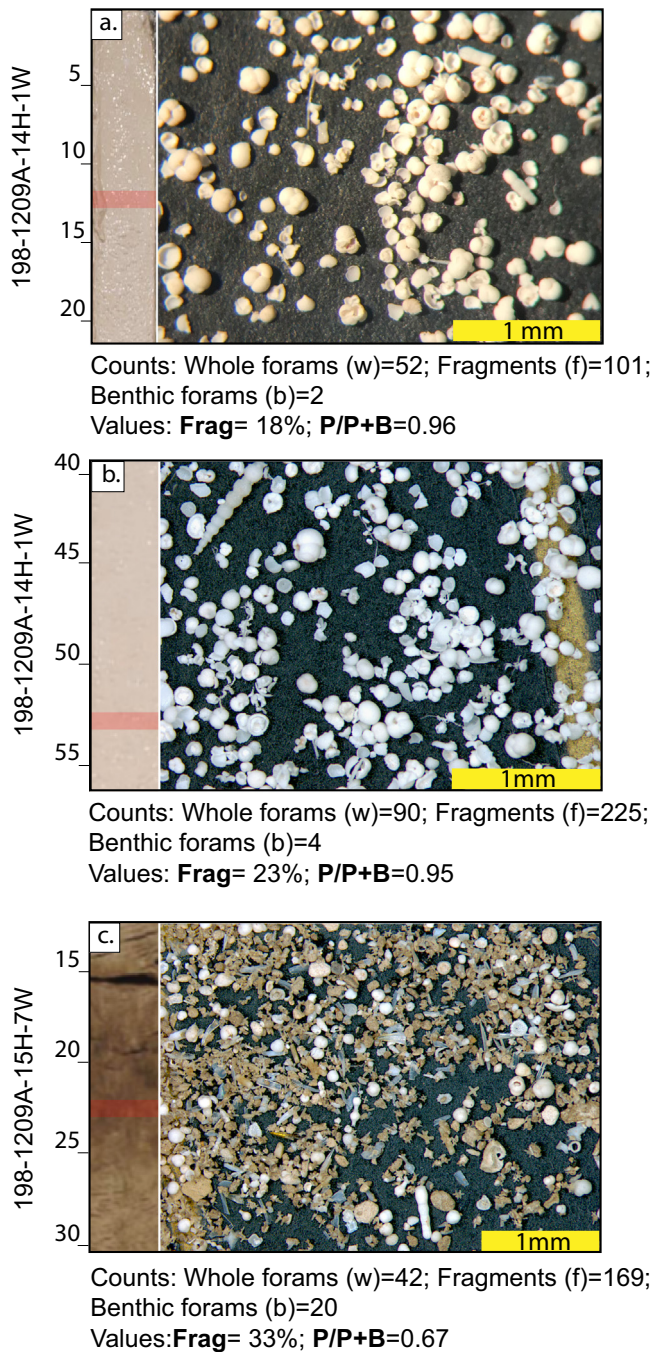 a.
198-1209A-14H-1W
5
10
15
20
1 mm
Counts: Whole forams (w)=52; Fragments (f)=101;
Benthic forams (b)=2
Values: Frag= 18%; P/P+B=0.96
b.
198-1209A-14H-1W
40
45
50
55
1mm
Counts: Whole forams (w)=90; Fragments (f)=225;
Benthic forams (b)=4
Values: Frag= 23%; P/P+B=0.95
c.
198-1209A-15H-7W
15
20
25
30
1mm
Counts: Whole forams (w)=42; Fragments (f)=169;
Benthic forams (b)=20
Values:Frag= 33%; P/P+B=0.67